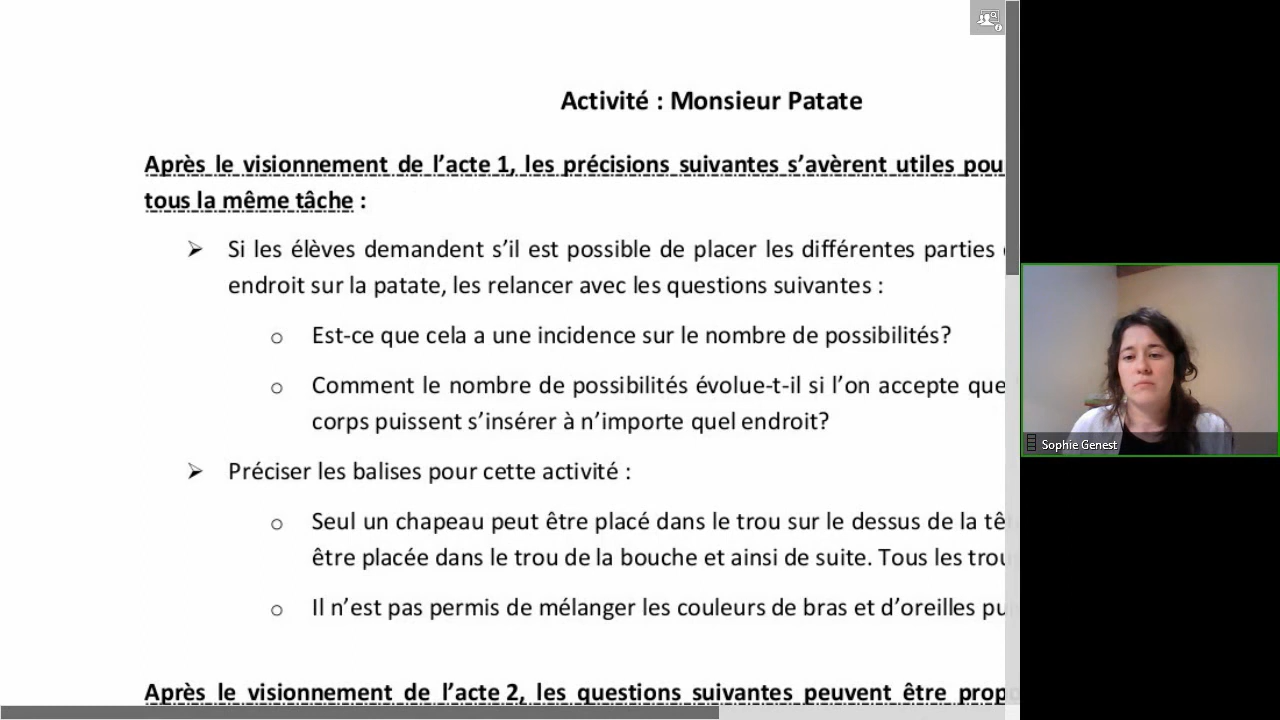 Activité : Monsieur Patate
Après le visionnement de l’acte 1, les précisions suivantes s’avèrent utiles
tous la même tâche :
➢ Si les élèves demandent s’il est possible de placer les différentes parties
endroit sur la patate, les relancer avec les questions suivantes :
o Est-ce que cela a une incidence sur le nombre de possibilités?
o Comment le nombre de possibilités évolue-t-il si l’on accepte que
corps puissent s’insérer à n’importe quel endroit?
➢ Préciser les balises pour cette activité :
o Seul un chapeau peut être placé dans le trou sur le dessus de la
être placée dans le trou de la bouche et ainsi de suite. Tous les
o Il n’est pas permis de mélanger les couleurs de bras et d’oreilles
Après le visionnement de l’acte 2, les questions suivantes peuvent être
Sophie Genest